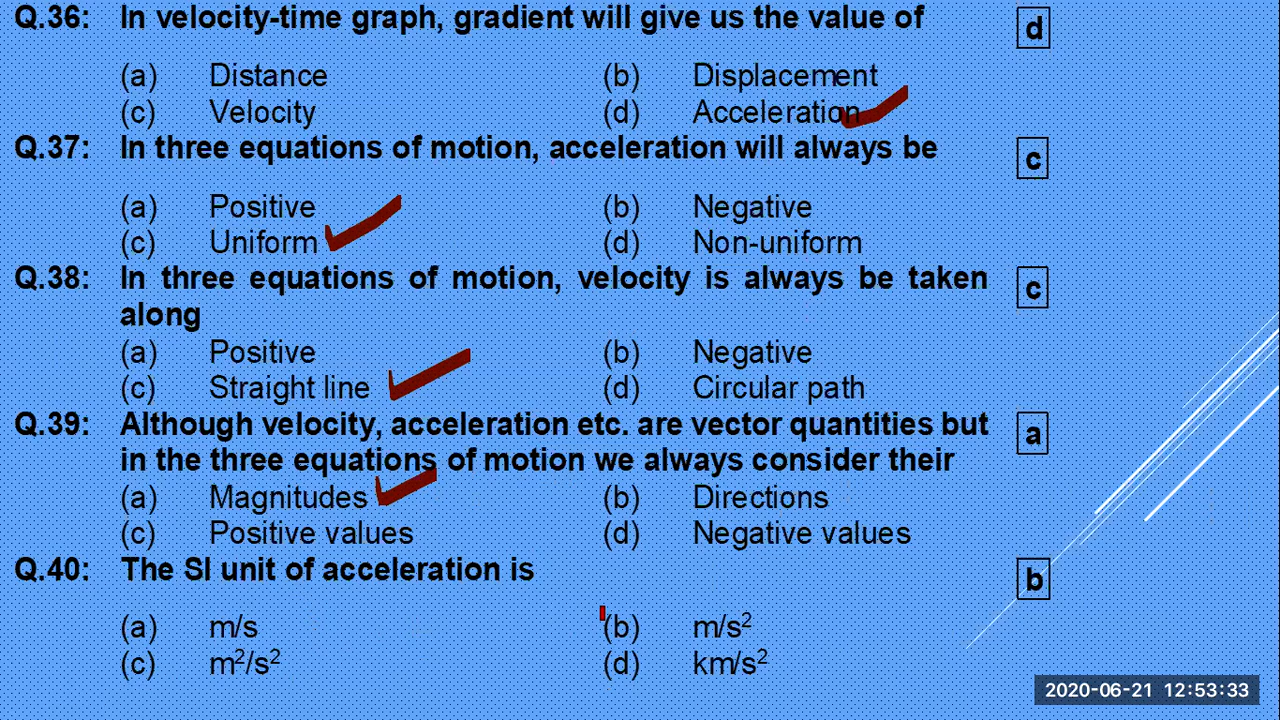 Q.36: In velocity-time graph, gradient will give us the value of d
(a) Distance (b) Displacement
(c) Velocity (d) Acceleration
Q.37: In three equations of motion, acceleration will always be c
(a) Positive (b) Negative
(c) Uniform (d) Non-uniform
Q.38: In three equations of motion, velocity is always be taken c
along
(a) Positive (b) Negative
(c) Straight line (d) Circular path
Q.39: Although velocity, acceleration etc. are vector quantities but a
in the three equations of motion we always consider their
(a) Magnitudes (b) Directions
(c) Positive values (d) Negative values
Q.40: The SI unit of acceleration is b
(a) m/s (b) m/s²
(c) m²/s² (d) km/s²
2020-06-21 12:53:33